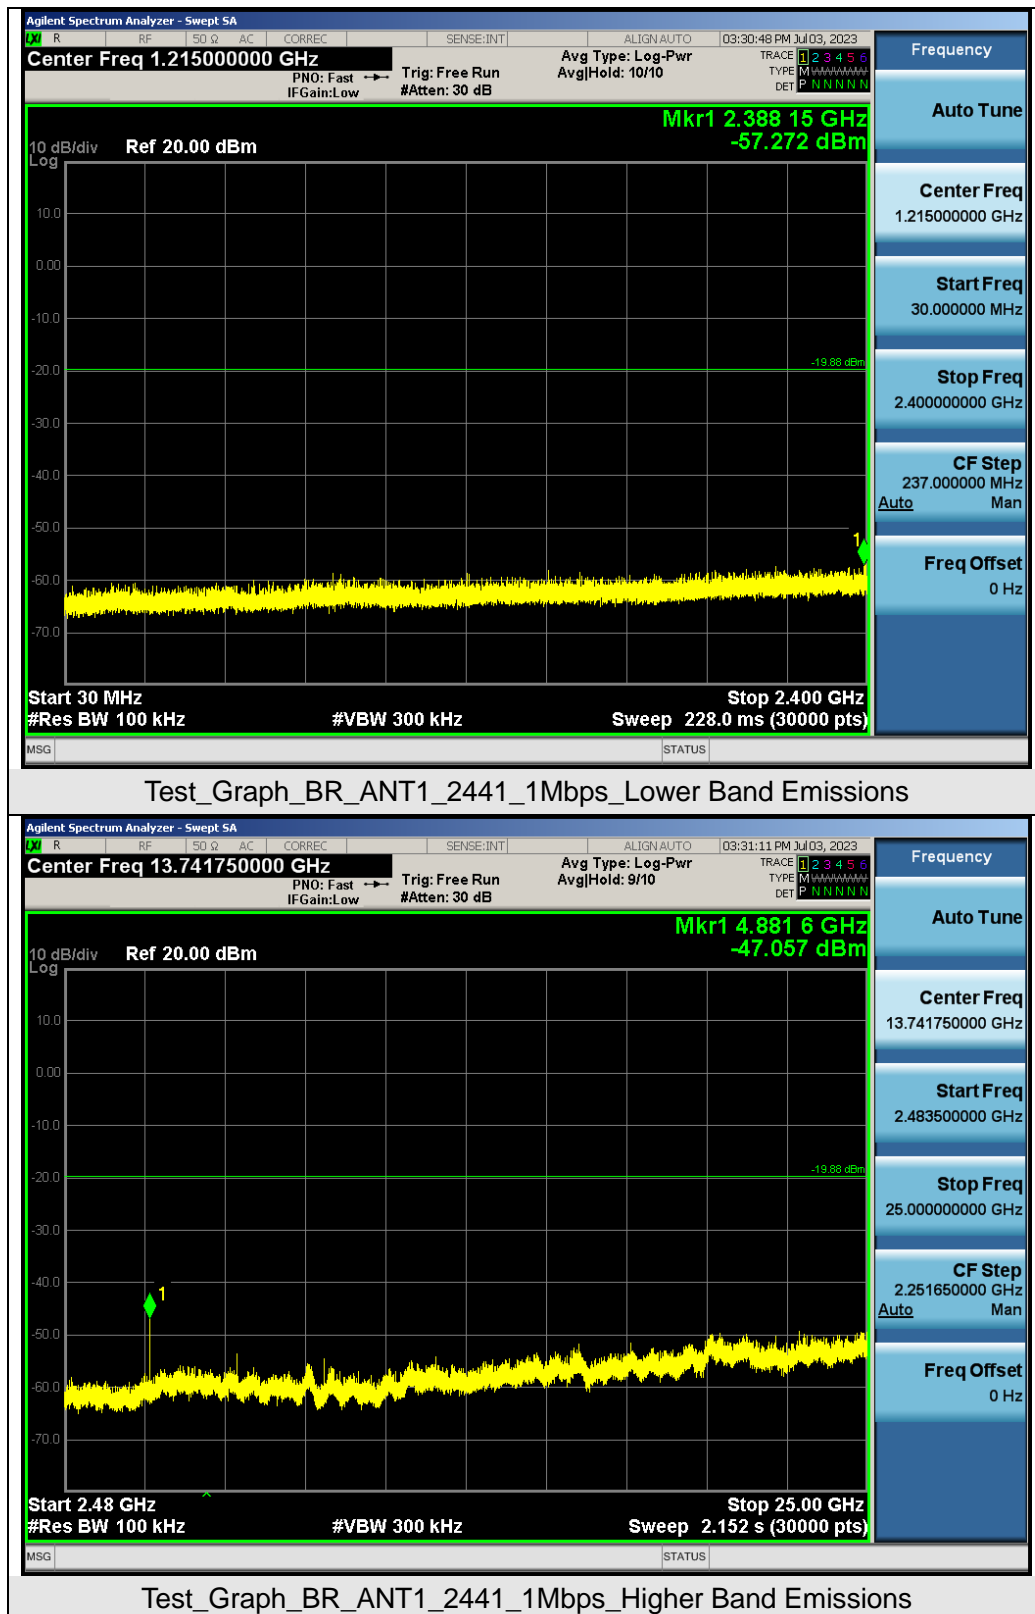 Agilent Spectrum Analyzer - Swept SA
LXI R RF 50 Ω AC CORREC SENSE:INT ALIGN AUTO 03:30:48 PM Jul 03, 2023
Center Freq 1.215000000 GHz
PNO: Fast
IFGain:Low
Trig: Free Run
#Atten: 30 dB
Avg Type: Log-Pwr
Avg|Hold: 10/10
TRACE 1 2 3 4 5 6
TYPE M
DET P N N N N N
Mkr1 2.388 15 GHz
-57.272 dBm
10 dB/div Ref 20.00 dBm
Log
10.0
0.00
-10.0
-19.88 dBm
-20.0
-30.0
-40.0
-50.0
1
-60.0
-70.0
Start 30 MHz Stop 2.400 GHz
#Res BW 100 kHz #VBW 300 kHz Sweep 228.0 ms (30000 pts)
MSG STATUS
Frequency
Auto Tune
Center Freq
1.215000000 GHz
Start Freq
30.000000 MHz
Stop Freq
2.400000000 GHz
CF Step
237.000000 MHz
Auto Man
Freq Offset
0 Hz
Test_Graph_BR_ANT1_2441_1Mbps_Lower Band Emissions
Agilent Spectrum Analyzer - Swept SA
LXI R RF 50 Ω AC CORREC SENSE:INT ALIGN AUTO 03:31:11 PM Jul 03, 2023
Center Freq 13.741750000 GHz
PNO: Fast
IFGain:Low
Trig: Free Run
#Atten: 30 dB
Avg Type: Log-Pwr
Avg|Hold: 9/10
TRACE 1 2 3 4 5 6
TYPE M
DET P N N N N N
Mkr1 4.881 6 GHz
-47.057 dBm
10 dB/div Ref 20.00 dBm
Log
10.0
0.00
-10.0
-19.88 dBm
-20.0
-30.0
-40.0
1
-50.0
-60.0
-70.0
Start 2.48 GHz Stop 25.00 GHz
#Res BW 100 kHz #VBW 300 kHz Sweep 2.152 s (30000 pts)
MSG STATUS
Frequency
Auto Tune
Center Freq
13.741750000 GHz
Start Freq
2.483500000 GHz
Stop Freq
25.000000000 GHz
CF Step
2.251650000 GHz
Auto Man
Freq Offset
0 Hz
Test_Graph_BR_ANT1_2441_1Mbps_Higher Band Emissions